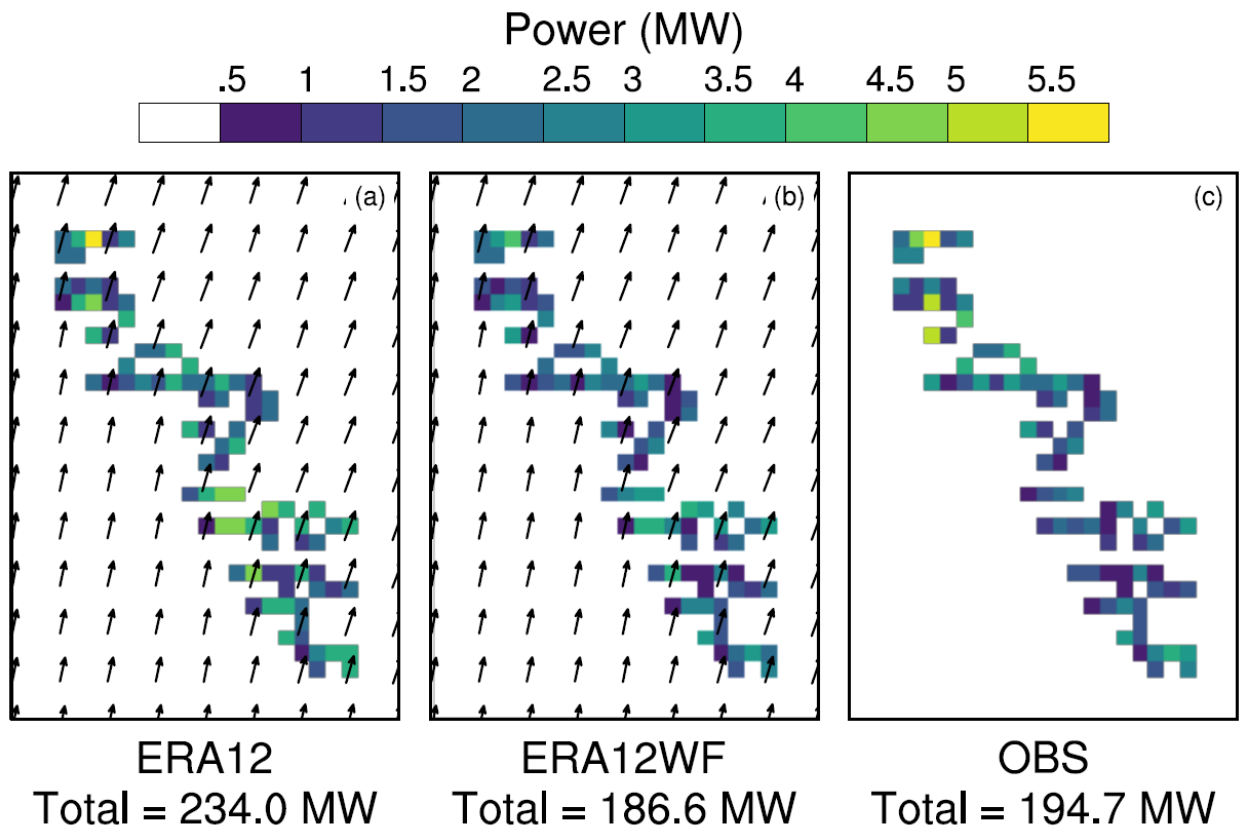 Power (MW)
.5 1 1.5 2 2.5 3 3.5 4 4.5 5 5.5
(a) (b) (c)
ERA12 ERA12WF OBS
Total = 234.0 MW Total = 186.6 MW Total = 194.7 MW